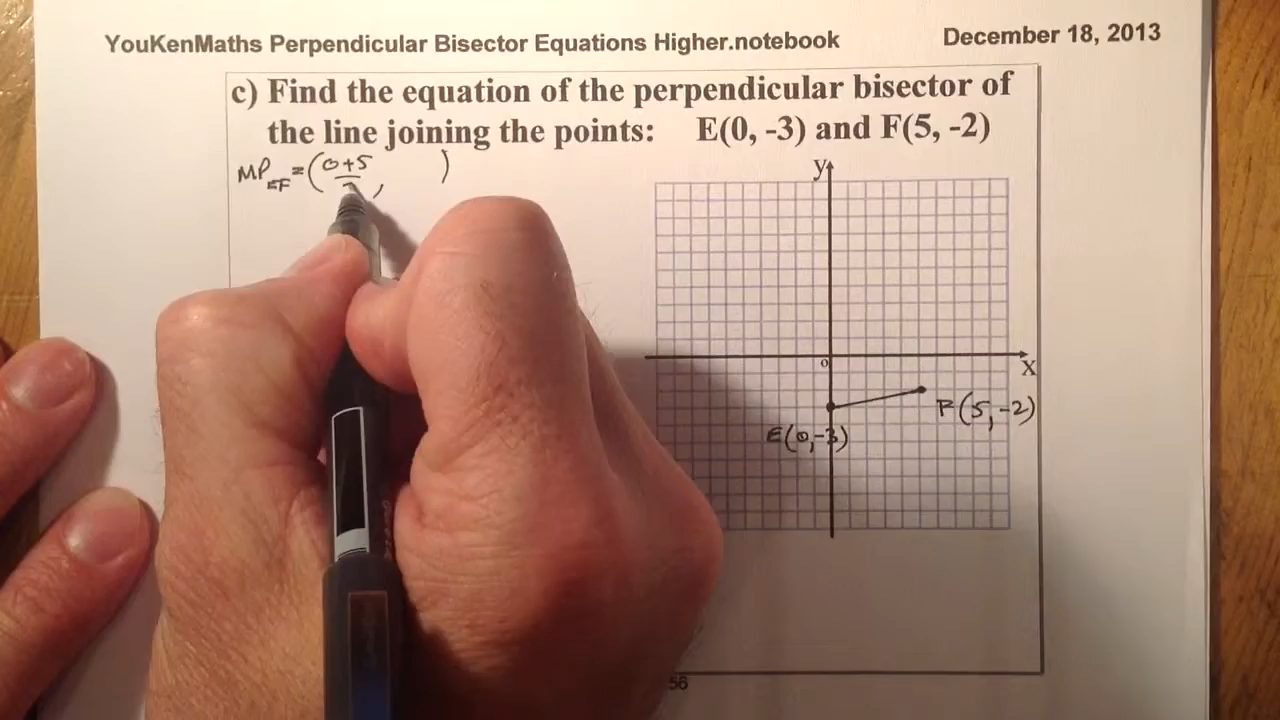 YouKenMaths Perpendicular Bisector Equations Higher.notebook
December 18, 2013
c) Find the equation of the perpendicular bisector of
the line joining the points: E(0, -3) and F(5, -2)
MP EF = (0+5 , )
y
o
x
F(5,-2)
E(0,-3)
56